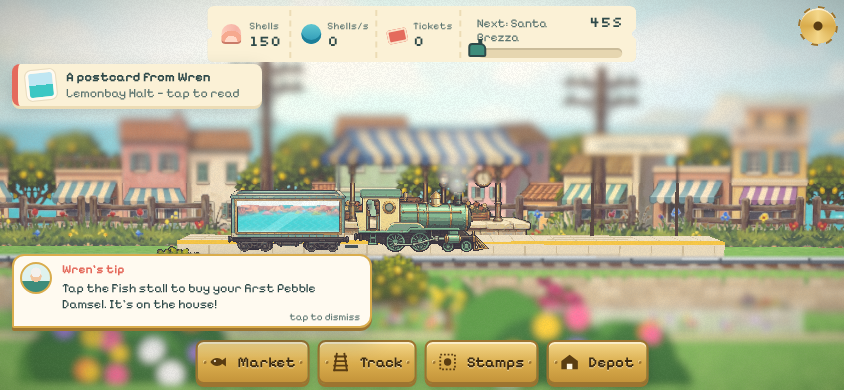 Shells
150
Shells/s
0
Tickets
0
Next: Santa
Brezza
45s
A postcard from Wren
Lemonbay Halt - tap to read
Wren's tip
Tap the Fish stall to buy your first Pebble
Damsel. It's on the house!
tap to dismiss
Market
Track
Stamps
Depot